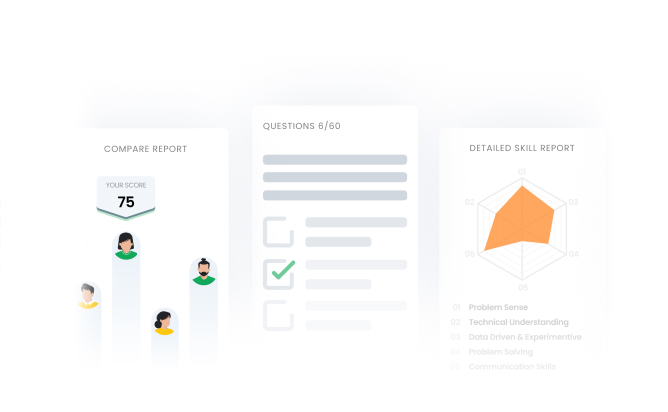 COMPARE REPORT
YOUR SCORE
75
QUESTIONS 6/60
DETAILED SKILL REPORT
01
02
03
06
04
05
01 Problem Sense
02 Technical Understanding
03 Data Driven & Experimentive
04 Problem Solving
05 Communication Skills